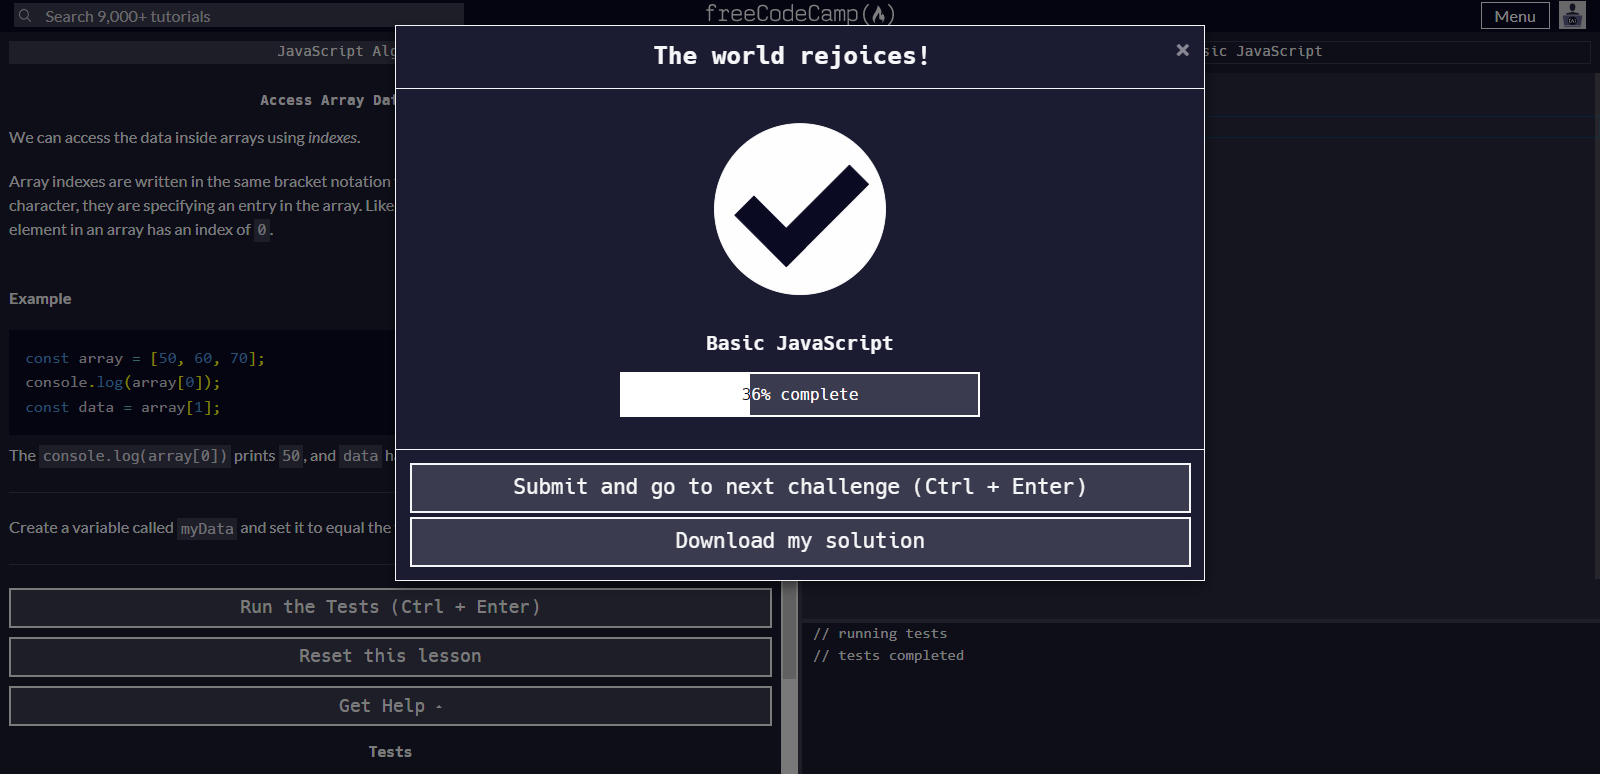 Search 9,000+ tutorials
freeCodeCamp
Menu
JavaScript
Basic JavaScript
Access Array
We can access the data inside arrays using indexes.
Array indexes are written in the same bracket notation
character, they are specifying an entry in the array. Like
element in an array has an index of 0.
Example
const array = [50, 60, 70];
console.log(array[0]);
const data = array[1];
The console.log(array[0]) prints 50, and data
Create a variable called myData and set it to equal the
Run the Tests (Ctrl + Enter)
Reset this lesson
Get Help
Tests
The world rejoices!
×
Basic JavaScript
36% complete
Submit and go to next challenge (Ctrl + Enter)
Download my solution
// running tests
// tests completed